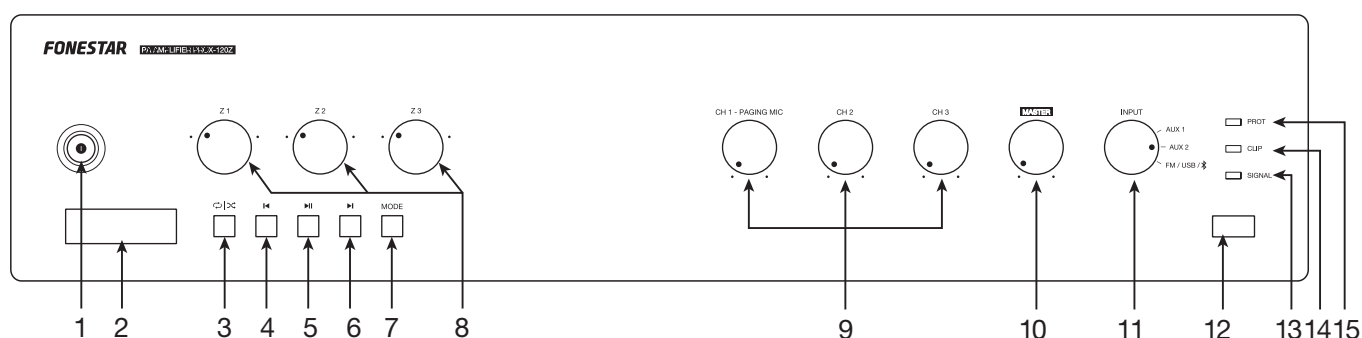 FONESTAR PA AMPLIFIER PROX-120Z
Z 1 Z 2 Z 3
CH 1 - PAGING MIC CH 2 CH 3 MASTER INPUT
AUX 1
AUX 2
FM / USB /
PROT
CLIP
SIGNAL
MODE
1 2 3 4 5 6 7 8 9 10 11 12 13 14 15